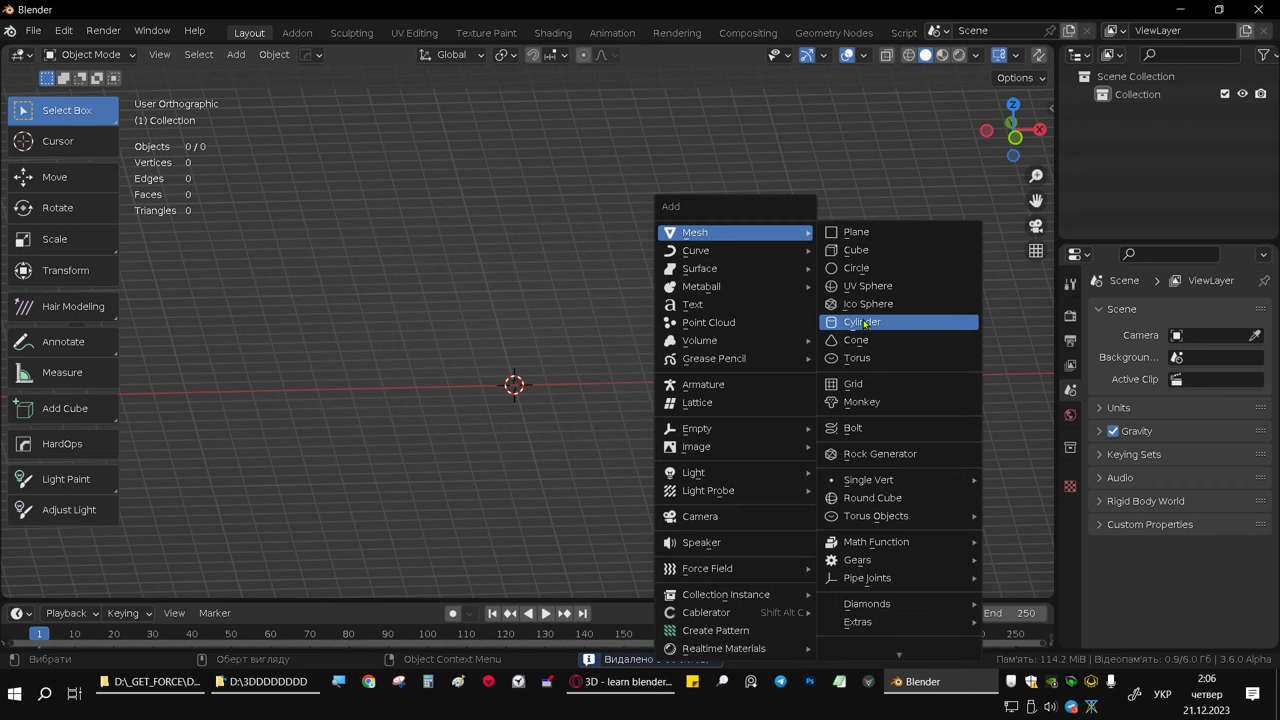 Blender
File Edit Render Window Help Layout Addon Sculpting UV Editing Texture Paint Shading Animation Rendering Compositing Geometry Nodes Script Scene ViewLayer
Object Mode View Select Add Object Global
Options
Select Box
Cursor
Move
Rotate
Scale
Transform
Hair Modeling
Annotate
Measure
Add Cube
HardOps
Light Paint
Adjust Light
User Orthographic
(1) Collection
Objects 0 / 0
Vertices 0
Edges 0
Faces 0
Triangles 0
Z
X
Add
Mesh
Curve
Surface
Metaball
Text
Point Cloud
Volume
Grease Pencil
Armature
Lattice
Empty
Image
Light
Light Probe
Camera
Speaker
Force Field
Collection Instance
Cablerator Shift Alt C
Create Pattern
Realtime Materials
Plane
Cube
Circle
UV Sphere
Ico Sphere
Cylinder
Cone
Torus
Grid
Monkey
Bolt
Rock Generator
Single Vert
Round Cube
Torus Objects
Math Function
Gears
Pipe Joints
Diamonds
Extras
Scene Collection
Collection
Scene ViewLayer
Scene
Camera
Backgroun...
Active Clip
Units
Gravity
Keying Sets
Audio
Rigid Body World
Custom Properties
Playback Keying View Marker End 250
1 10 20 30 40 50 60 70 80 90 100 110 120 130 140 150 250
Вибрати Оберт вигляду Object Context Menu Пам'ять: 114.2 MiB Відеопам'ять: 0.9/6.0 Gi 3.6.0 Alpha
D:\_GET_FORCE\D... D:\3DDDDDDDD 3D - learn blender... Blender УКР 2:06
четвер
21.12.2023